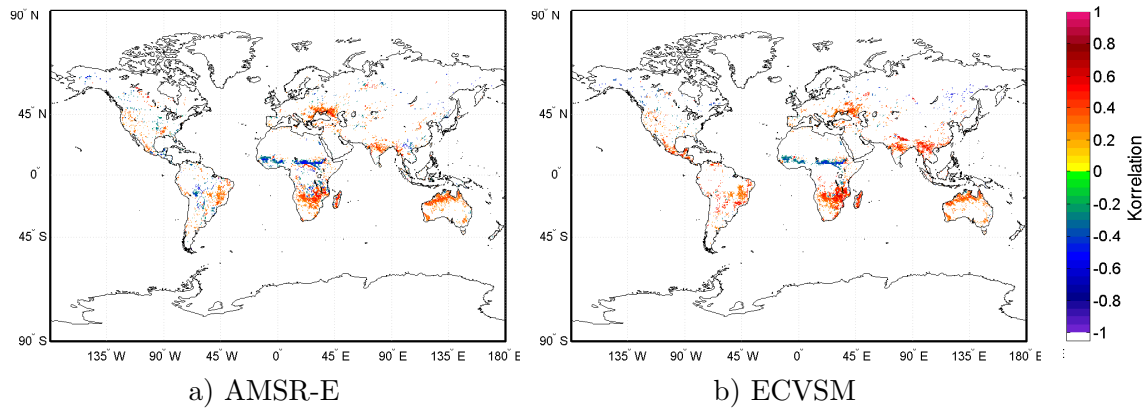 90° N
45° N
0°
45° S
90° S
135° W
90° W
45° W
0°
45° E
90° E
135° E
180° E
a) AMSR-E
90° N
45° N
0°
45° S
90° S
135° W
90° W
45° W
0°
45° E
90° E
135° E
180° E
b) ECVSM
1
0.8
0.6
0.4
0.2
0
-0.2
-0.4
-0.6
-0.8
-1
Korrelation